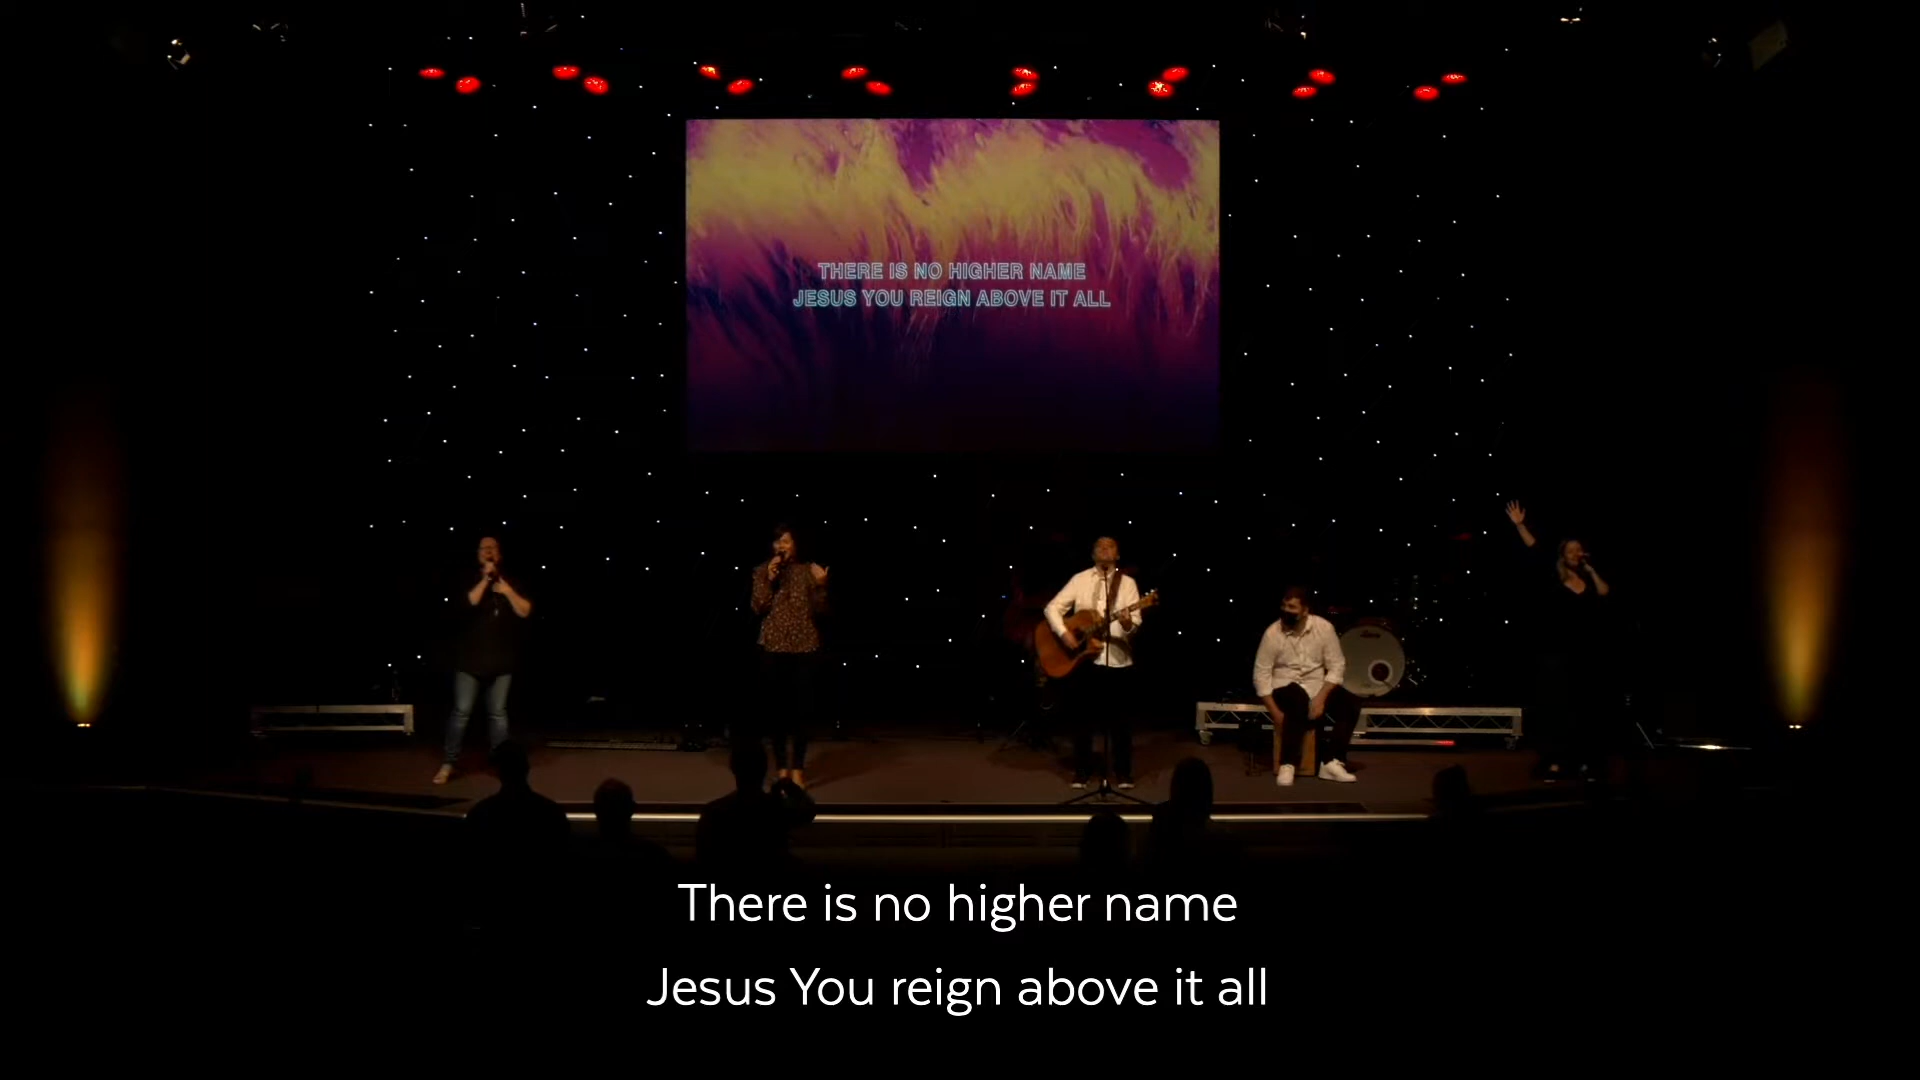 THERE IS NO HIGHER NAME
JESUS YOU REIGN ABOVE IT ALL
There is no higher name
Jesus You reign above it all